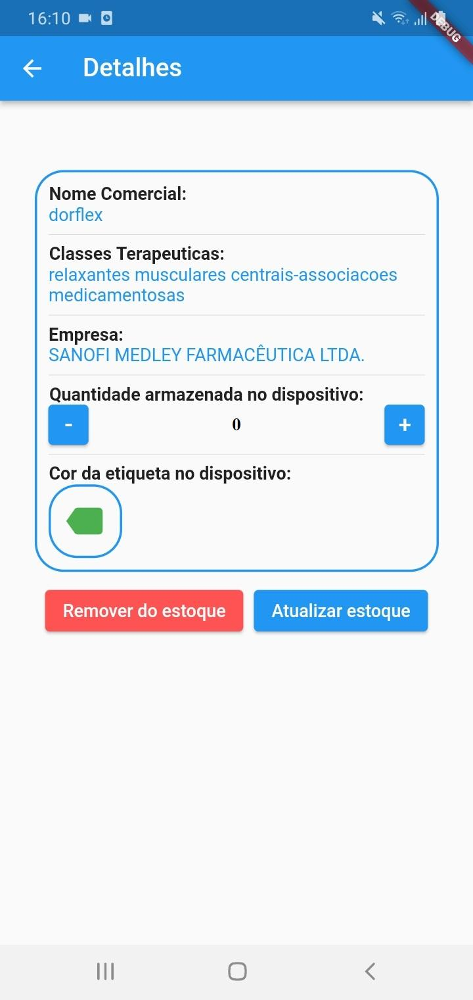 16:10
DEBUG
Detalhes
Nome Comercial:
dorflex
Classes Terapeuticas:
relaxantes musculares centrais-associacoes
medicamentosas
Empresa:
SANOFI MEDLEY FARMACÊUTICA LTDA.
Quantidade armazenada no dispositivo:
- 0 +
Cor da etiqueta no dispositivo:
Remover do estoque Atualizar estoque